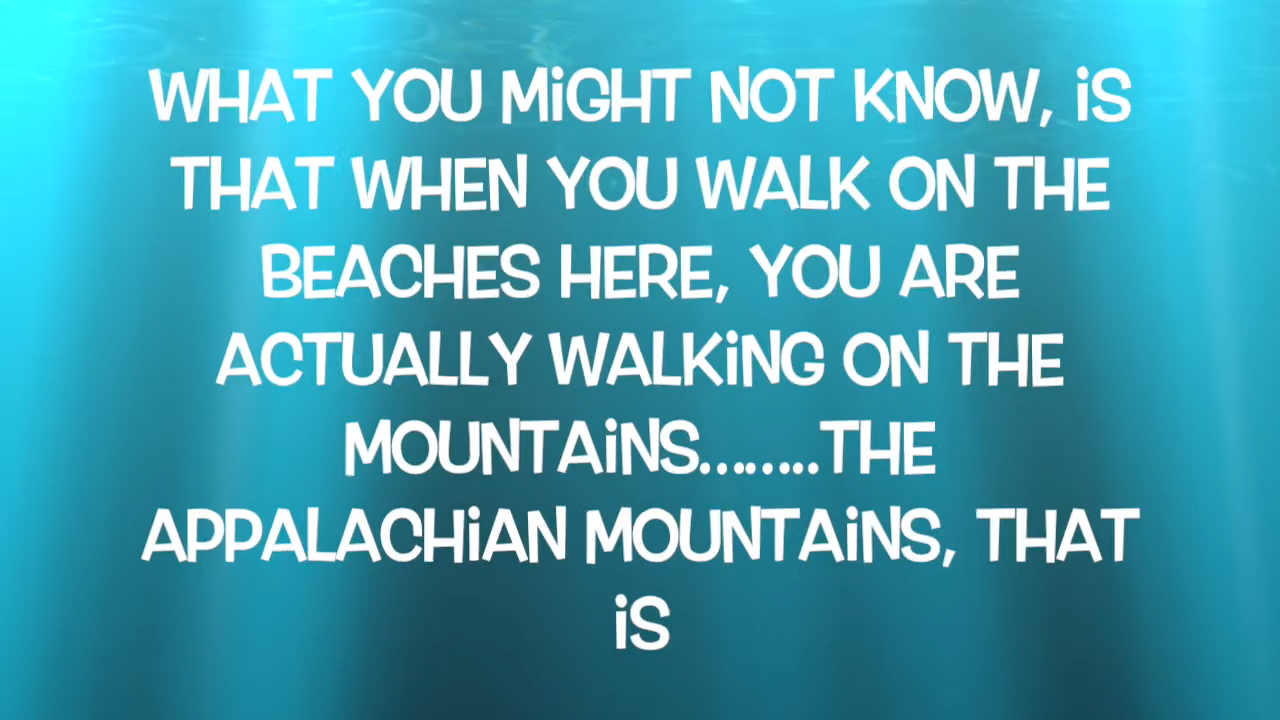 WHAT YOU MiGHT NOT KNOW, iS
THAT WHEN YOU WALK ON THE
BEACHES HERE, YOU ARE
ACTUALLY WALKiNG ON THE
MOUNTAiNS........THE
APPALACHiAN MOUNTAiNS, THAT
iS